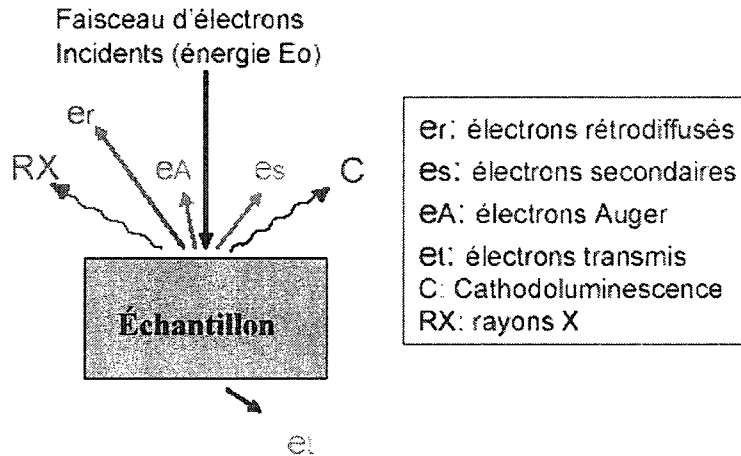 Faisceau d'électrons
Incidents (énergie Eo)
er
RX
eA
es
C
Échantillon
et
er: électrons rétrodiffusés
es: électrons secondaires
eA: électrons Auger
et: électrons transmis
C: Cathodoluminescence
RX: rayons X